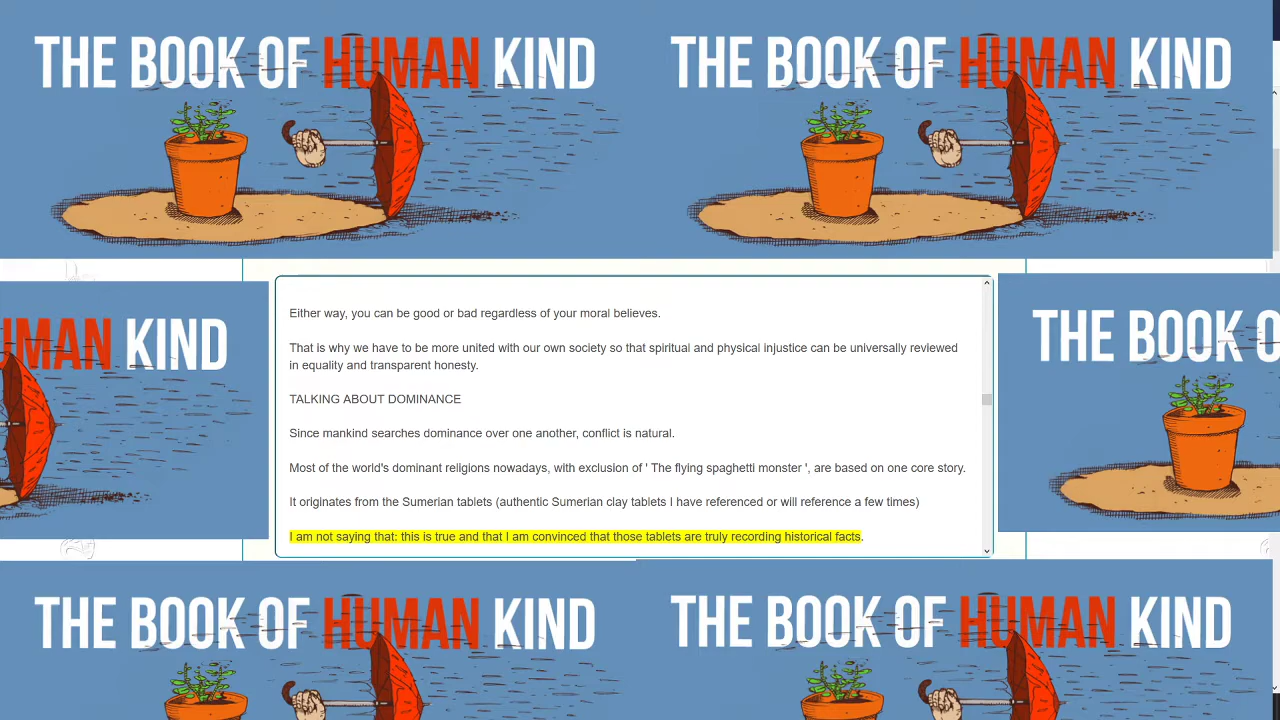 THE BOOK OF HUMAN KIND
THE BOOK OF HUMAN KIND
Either way, you can be good or bad regardless of your moral believes.
That is why we have to be more united with our own society so that spiritual and physical injustice can be universally reviewed
in equality and transparent honesty.
TALKING ABOUT DOMINANCE
Since mankind searches dominance over one another, conflict is natural.
Most of the world's dominant religions nowadays, with exclusion of ' The flying spaghetti monster ', are based on one core story.
It originates from the Sumerian tablets (authentic Sumerian clay tablets I have referenced or will reference a few times)
I am not saying that: this is true and that I am convinced that those tablets are truly recording historical facts.
UMAN KIND
THE BOOK O
THE BOOK OF HUMAN KIND
THE BOOK OF HUMAN KIND